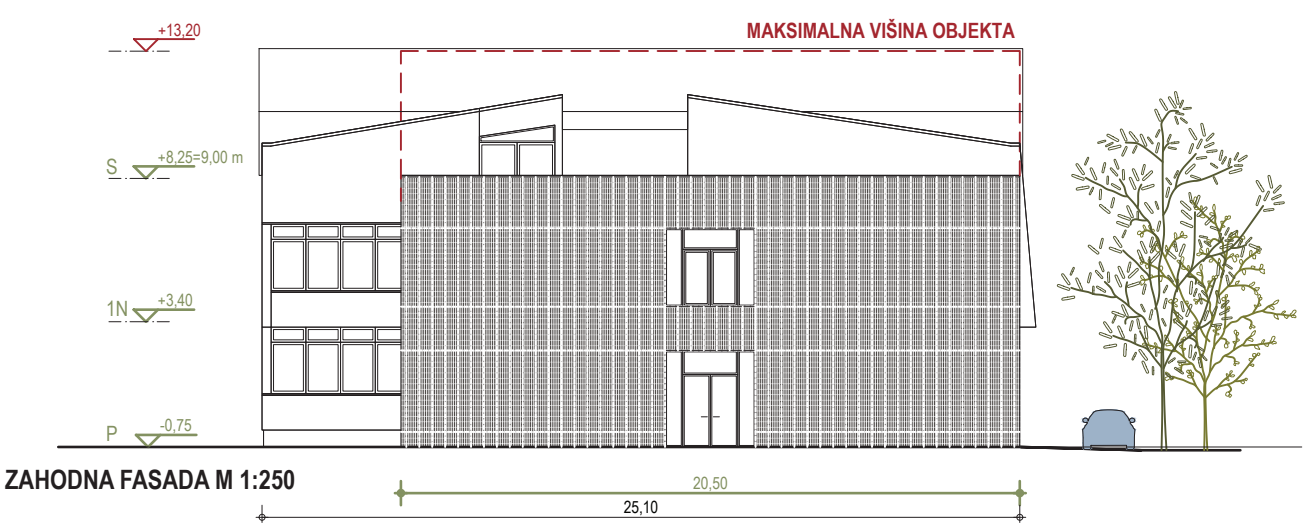 +13,20
MAKSIMALNA VIŠINA OBJEKTA
S
+8,25=9,00 m
1N
+3,40
P
-0,75
ZAHODNA FASADA M 1:250
20,50
25,10